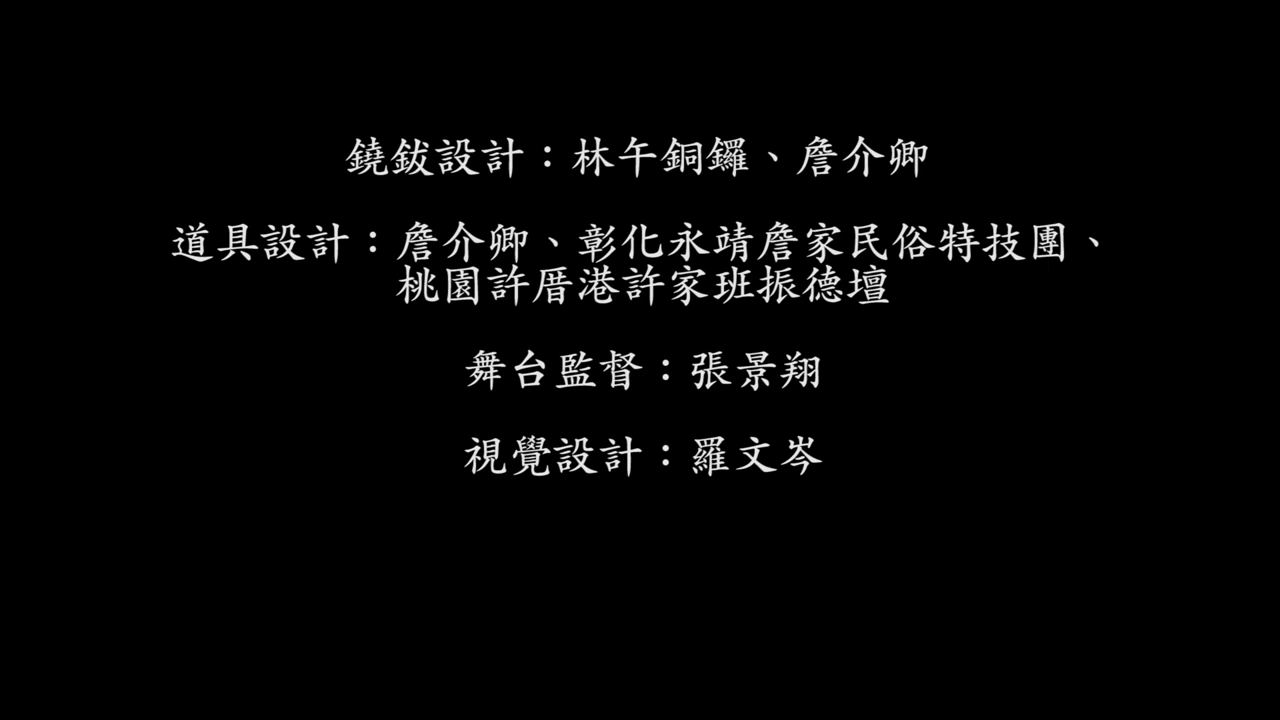 鐃鈸設計：林午銅鑼、詹介卿
道具設計：詹介卿、彰化永靖詹家民俗特技團、
桃園許厝港許家班振德壇
舞台監督：張景翔
視覺設計：羅文岑